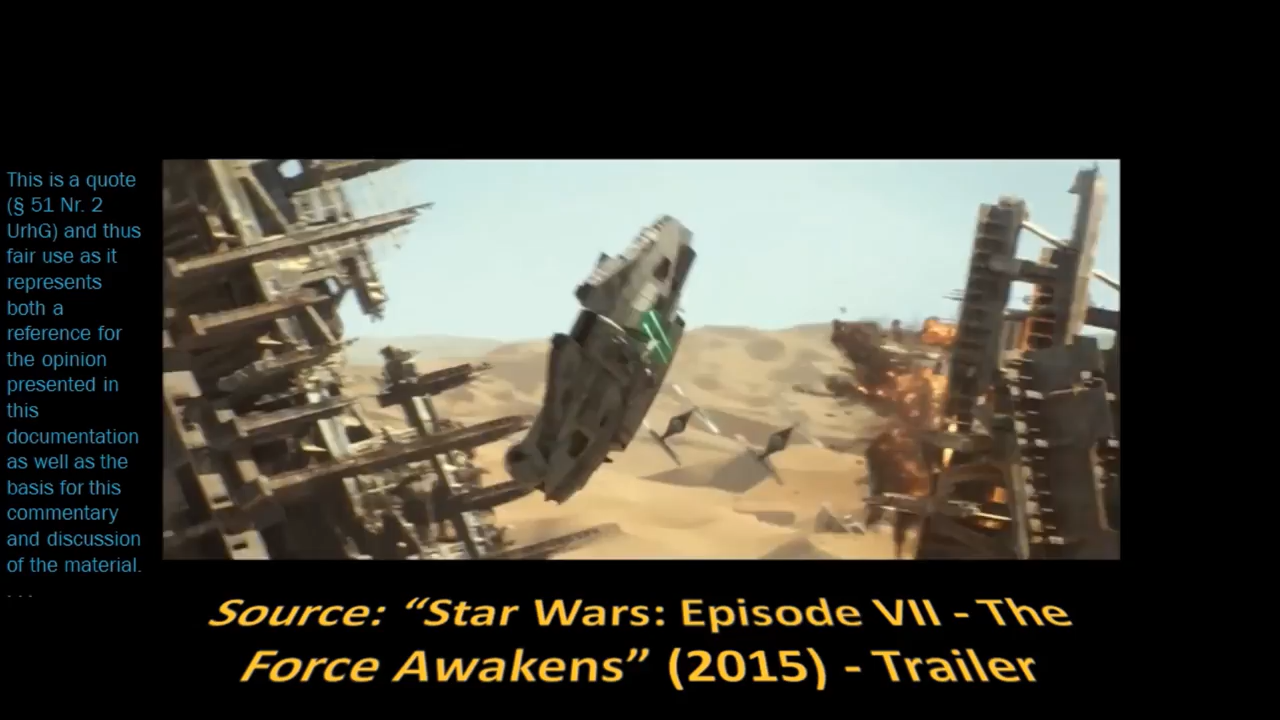 This is a quote
(§ 51 Nr. 2
UrhG) and thus
fair use as it
represents
both a
reference for
the opinion
presented in
this
documentation
as well as the
basis for this
commentary
and discussion
of the material.
. . .
Source: “Star Wars: Episode VII - The
Force Awakens” (2015) - Trailer